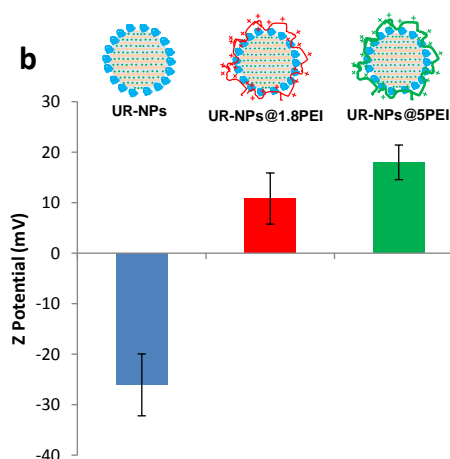 b
UR-NPs
UR-NPs@1.8PEI
UR-NPs@5PEI
Z Potential (mV)
30
20
10
0
-10
-20
-30
-40